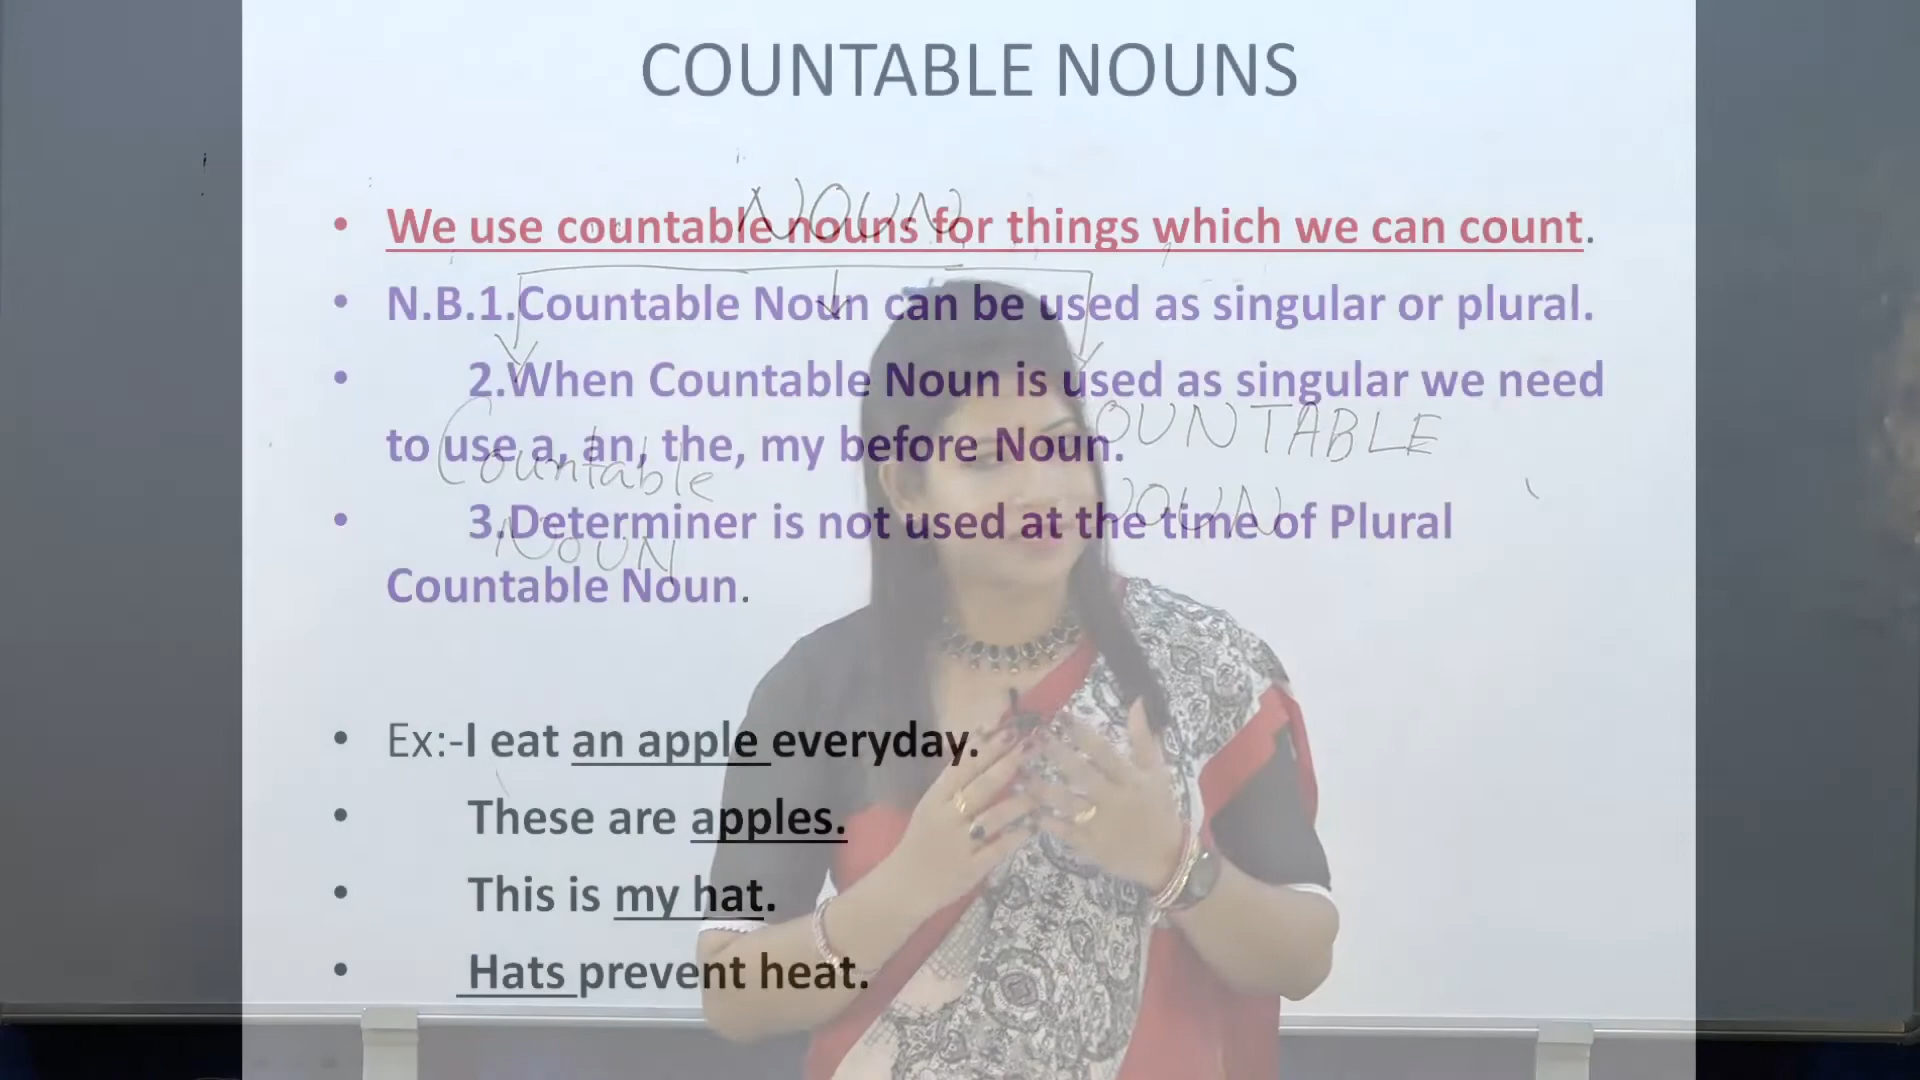 COUNTABLE NOUNS
NOUN
• We use countable nouns for things which we can count.
• N.B.1.Countable Noun can be used as singular or plural.
• 2.When Countable Noun is used as singular we need
to use a, an, the, my before Noun.
• 3.Determiner is not used at the time of Plural
Countable Noun.
Countable
NOUN
OUNTABLE
NOUN
• Ex:-I eat an apple everyday.
• These are apples.
• This is my hat.
• Hats prevent heat.